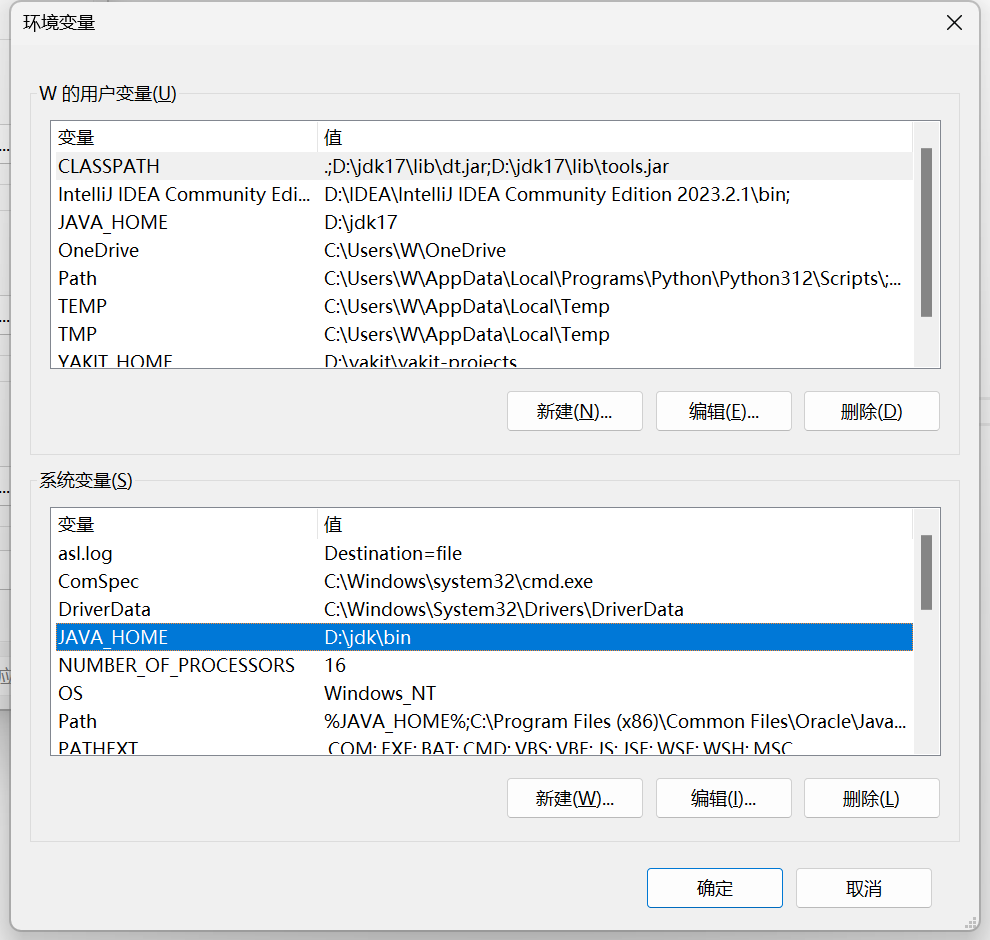 环境变量
W 的用户变量(U)
变量 值
CLASSPATH .;D:\jdk17\lib\dt.jar;D:\jdk17\lib\tools.jar
IntelliJ IDEA Community Edi... D:\IDEA\IntelliJ IDEA Community Edition 2023.2.1\bin;
JAVA_HOME D:\jdk17
OneDrive C:\Users\W\OneDrive
Path C:\Users\W\AppData\Local\Programs\Python\Python312\Scripts\;...
TEMP C:\Users\W\AppData\Local\Temp
TMP C:\Users\W\AppData\Local\Temp
YAKIT_HOME D:\yakit\yakit-projects
新建(N)... 编辑(E)... 删除(D)
系统变量(S)
变量 值
asl.log Destination=file
ComSpec C:\Windows\system32\cmd.exe
DriverData C:\Windows\System32\Drivers\DriverData
JAVA_HOME D:\jdk\bin
NUMBER_OF_PROCESSORS 16
OS Windows_NT
Path %JAVA_HOME%;C:\Program Files (x86)\Common Files\Oracle\Java...
PATHEXT .COM;.EXE;.BAT;.CMD;.VBS;.VBE;.JS;.JSE;.WSF;.WSH;.MSC
新建(W)... 编辑(I)... 删除(L)
确定 取消